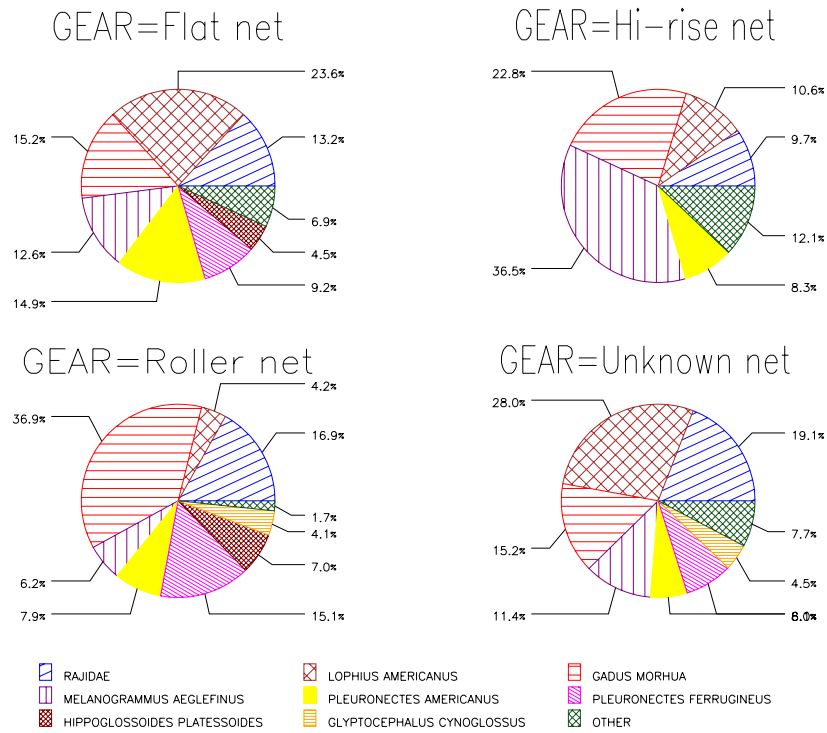 GEAR=Flat net
23.6%
15.2%
13.2%
6.9%
12.6%
4.5%
9.2%
14.9%
GEAR=Hi-rise net
22.8%
10.6%
9.7%
12.1%
36.5%
8.3%
GEAR=Roller net
4.2%
36.9%
16.9%
1.7%
4.1%
6.2%
7.0%
7.9%
15.1%
GEAR=Unknown net
28.0%
19.1%
15.2%
7.7%
4.5%
11.4%
RAJIDAE
LOPHIUS AMERICANUS
GADUS MORHUA
MELANOGRAMMUS AEGLEFINUS
PLEURONECTES AMERICANUS
PLEURONECTES FERRUGINEUS
HIPPOGLOSSOIDES PLATESSOIDES
GLYPTOCEPHALUS CYNOGLOSSUS
OTHER